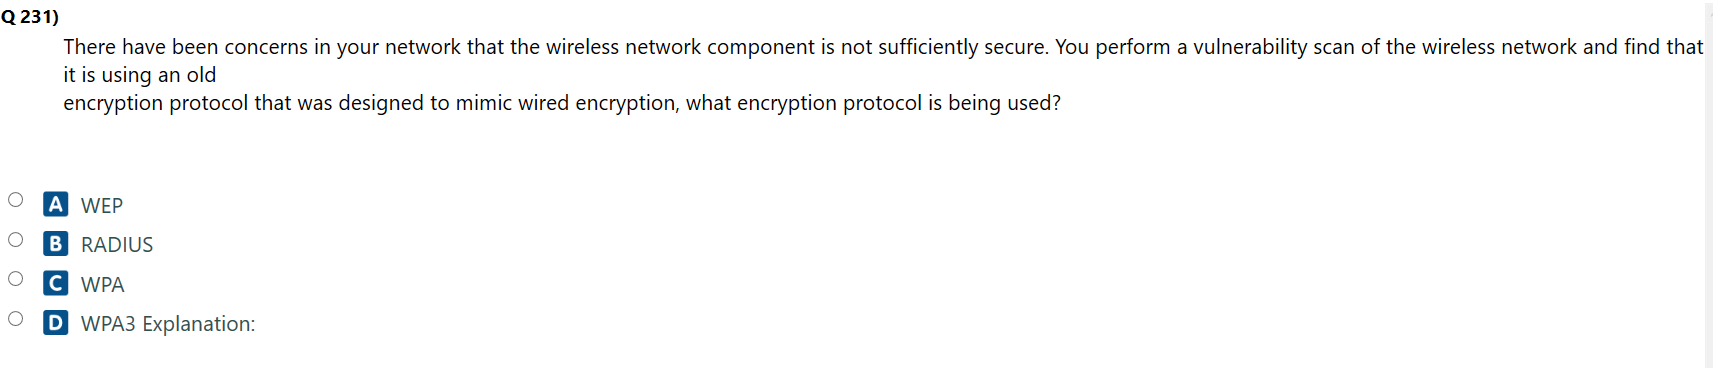 Q 231)
There have been concerns in your network that the wireless network component is not sufficiently secure. You perform a vulnerability scan of the wireless network and find that
it is using an old
encryption protocol that was designed to mimic wired encryption, what encryption protocol is being used?
A WEP
B RADIUS
C WPA
D WPA3 Explanation: